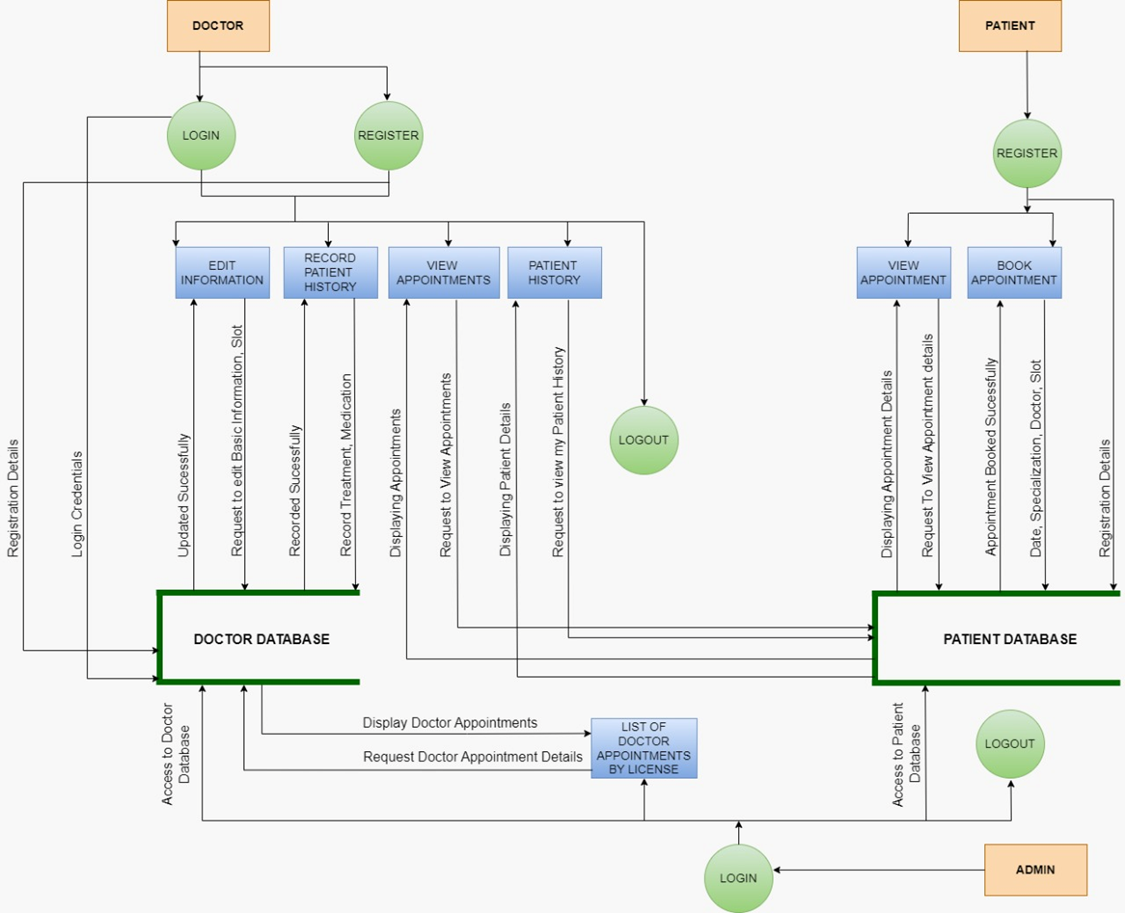 DOCTOR
PATIENT
LOGIN
REGISTER
REGISTER
EDIT
INFORMATION
RECORD
PATIENT
HISTORY
VIEW
APPOINTMENTS
PATIENT
HISTORY
VIEW
APPOINTMENT
BOOK
APPOINTMENT
LOGOUT
Registration Details
Login Credentials
Updated Sucessfully
Request to edit Basic Information, Slot
Recorded Sucessfully
Record Treatment, Medication
Displaying Appointments
Request to View Appointments
Displaying Patient Details
Request to view my Patient History
Displaying Appointment Details
Request To View Appointment details
Appointment Booked Sucessfully
Date, Specialization, Doctor, Slot
Registration Details
DOCTOR DATABASE
PATIENT DATABASE
Access to Doctor
Database
Display Doctor Appointments
Request Doctor Appointment Details
LIST OF
DOCTOR
APPOINTMENTS
BY LICENSE
Access to Patient
Database
LOGOUT
LOGIN
ADMIN